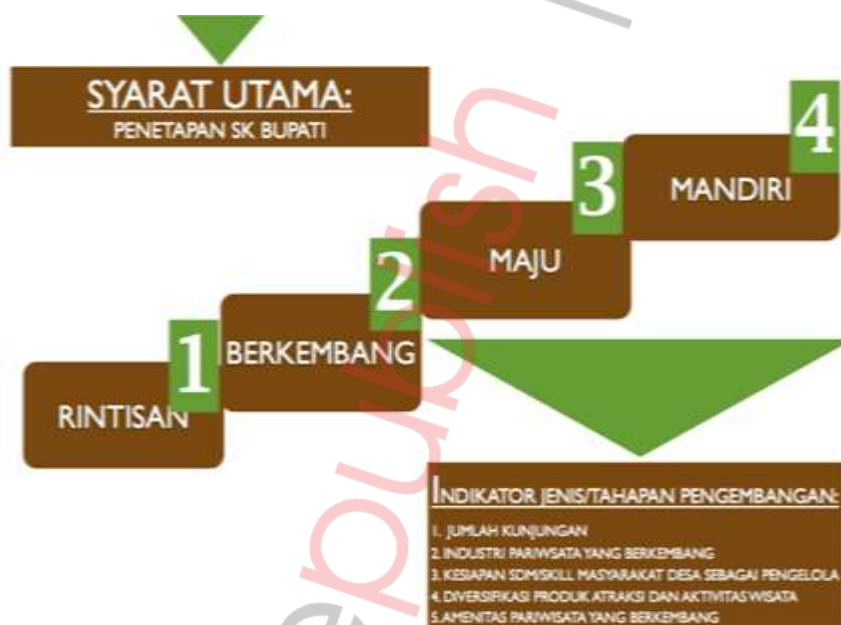 SYARAT UTAMA:
PENETAPAN SK BUPATI
1
RINTISAN
2
BERKEMBANG
3
MAJU
4
MANDIRI
INDIKATOR JENIS/TAHAPAN PENGEMBANGAN:
1. JUMLAH KUNJUNGAN
2. INDUSTRI PARIWSATA YANG BERKEMBANG
3. KESIAPAN SDM/SKILL MASYARAKAT DESA SEBAGAI PENGELOLA
4. DIVERSIFIKASI PRODUK ATRAKSI DAN AKTIVITAS WISATA
5. AMENITAS PARIWISATA YANG BERKEMBANG
epublish